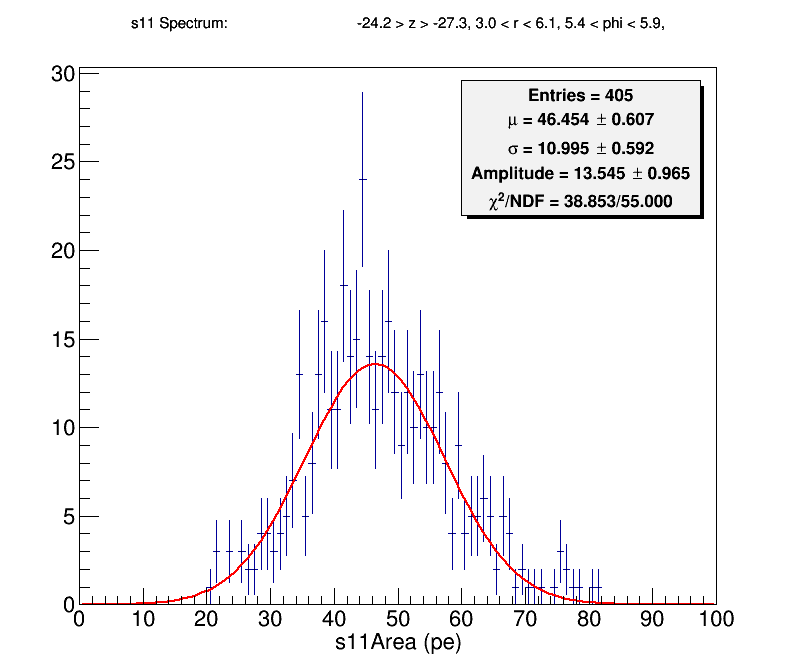 s11 Spectrum: -24.2 > z > -27.3, 3.0 < r < 6.1, 5.4 < phi < 5.9,
Entries = 405
μ = 46.454 ± 0.607
σ = 10.995 ± 0.592
Amplitude = 13.545 ± 0.965
χ²/NDF = 38.853/55.000
30
25
20
15
10
5
0
0 10 20 30 40 50 60 70 80 90 100
s11Area (pe)